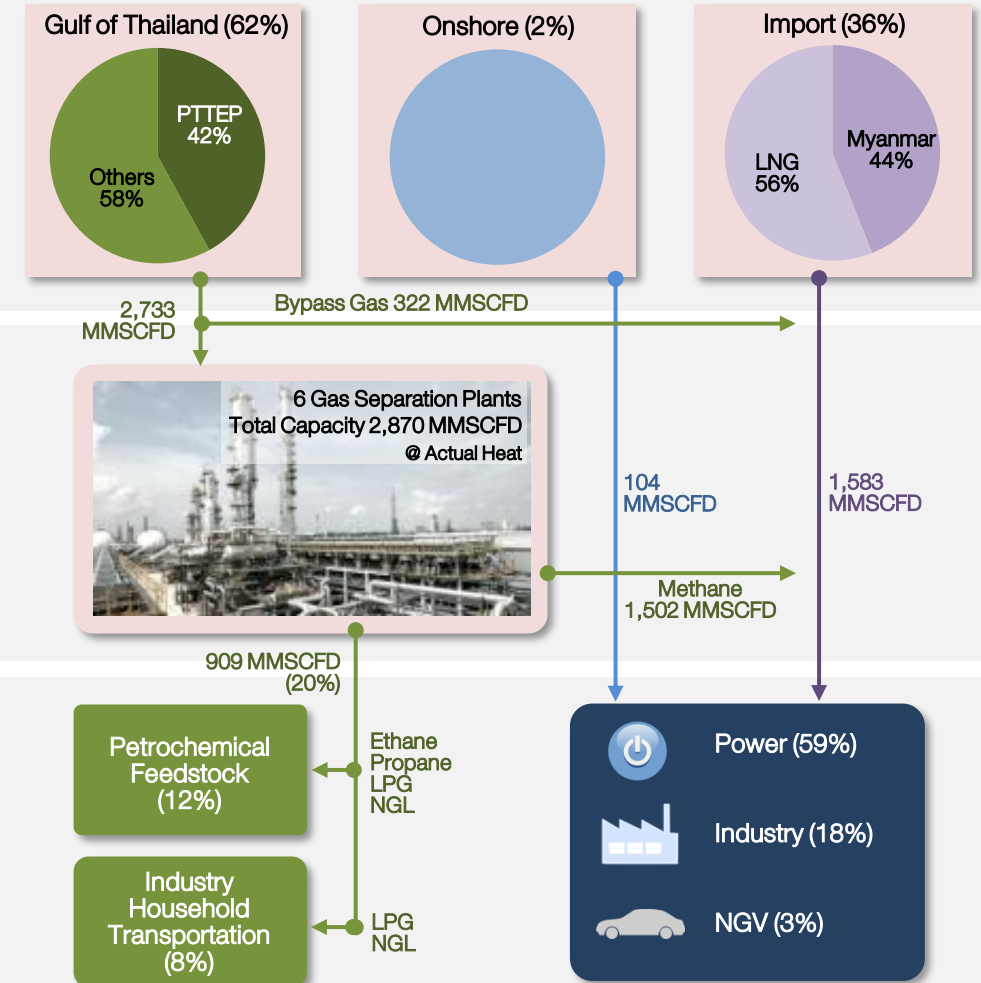 Gulf of Thailand (62%)
Onshore (2%)
Import (36%)
PTTEP
42%
Others
58%
Myanmar
44%
LNG
56%
2,733
MMSCFD
Bypass Gas 322 MMSCFD
6 Gas Separation Plants
Total Capacity 2,870 MMSCFD
@ Actual Heat
104
MMSCFD
1,583
MMSCFD
Methane
1,502 MMSCFD
909 MMSCFD
(20%)
Petrochemical
Feedstock
(12%)
Ethane
Propane
LPG
NGL
Industry
Household
Transportation
(8%)
LPG
NGL
Power (59%)
Industry (18%)
NGV (3%)